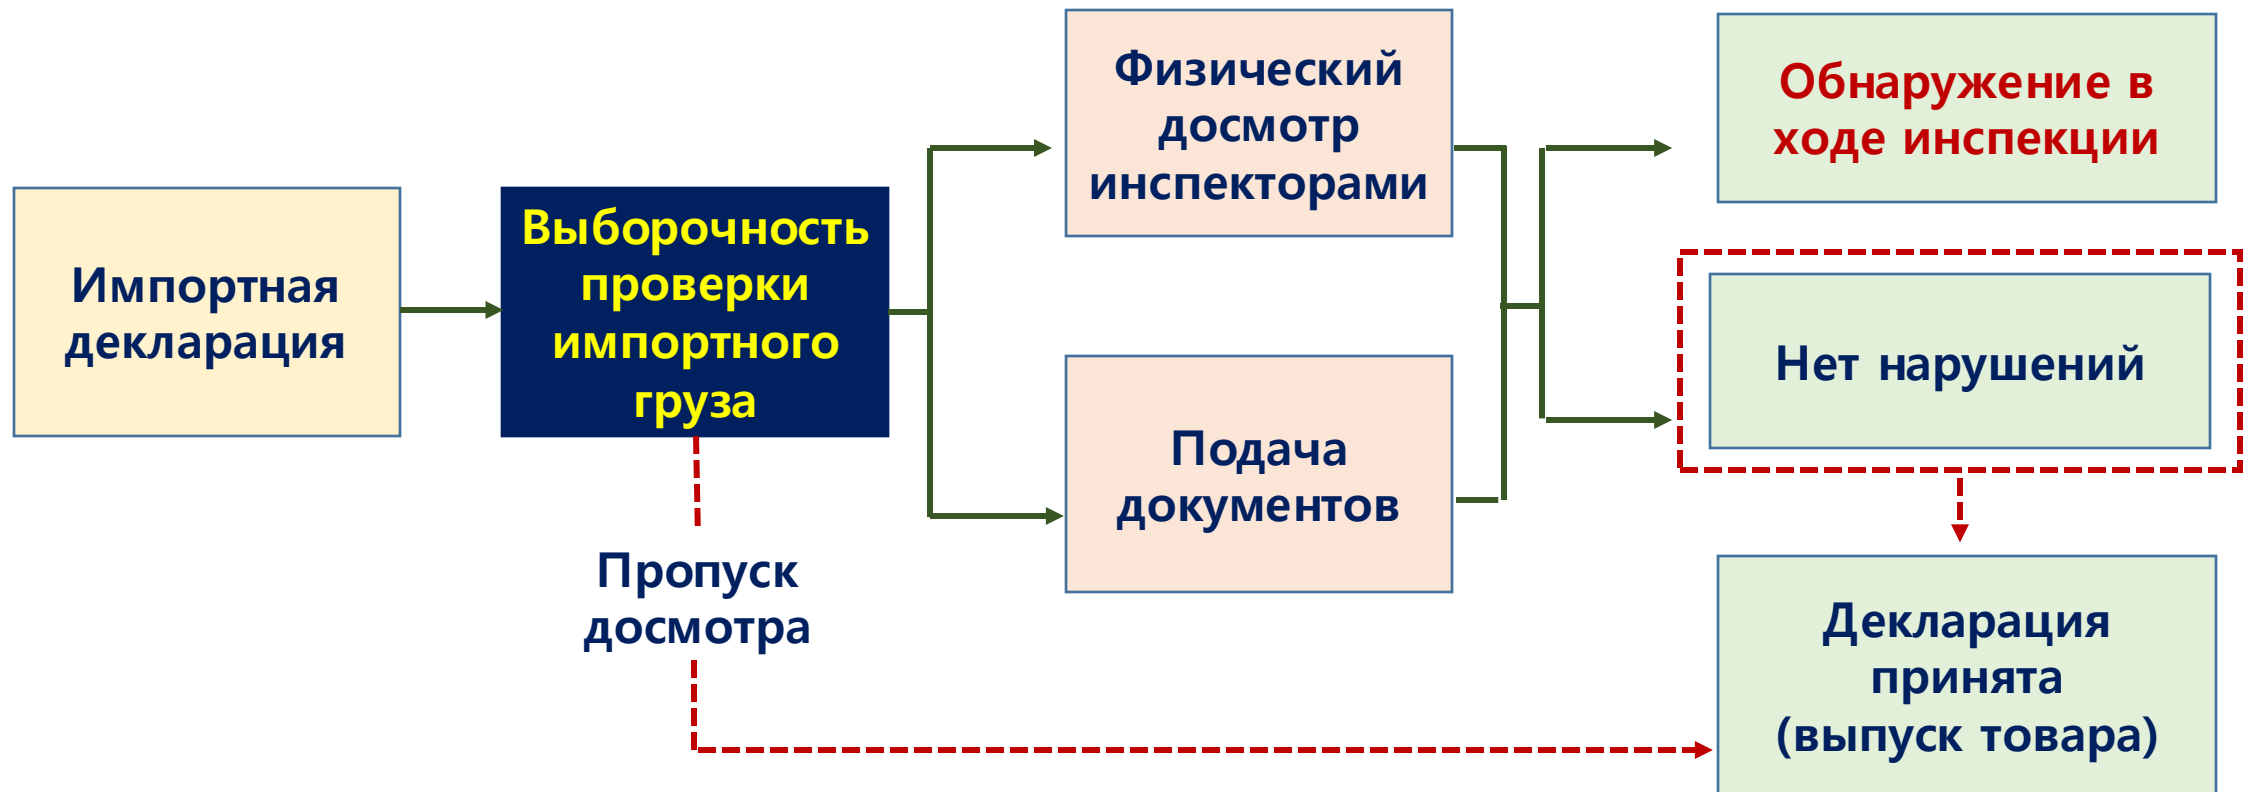 Импортная
декларация
Выборочность
проверки
импортного
груза
Пропуск
досмотра
Физический
досмотр
инспекторами
Подача
документов
Обнаружение в
ходе инспекции
Нет нарушений
Декларация
принята
(выпуск товара)